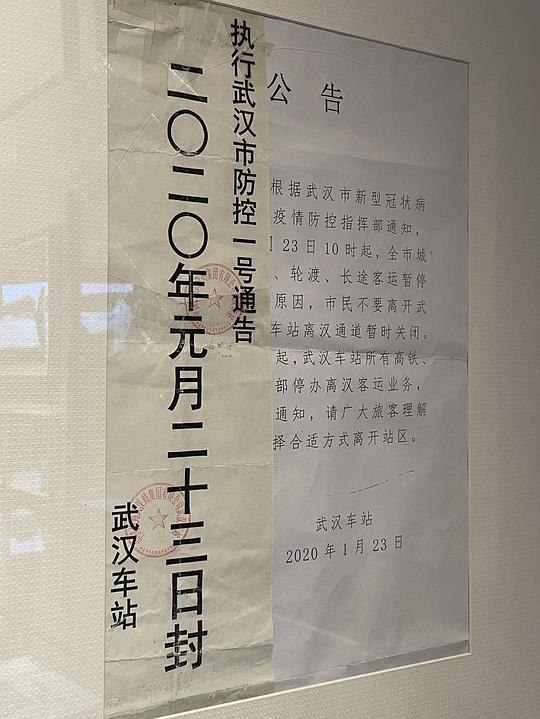 执行武汉市防控一号通告
二〇二〇年元月二十三日封
武汉车站
公 告
根据武汉市新型冠状病
疫情防控指挥部通知，
23日10时起，全市城
、轮渡、长途客运暂停
原因，市民不要离开武
车站离汉通道暂时关闭。
起，武汉车站所有高铁、
部停办离汉客运业务，
通知，请广大旅客理解
择合适方式离开站区。
武汉车站
2020年1月23日